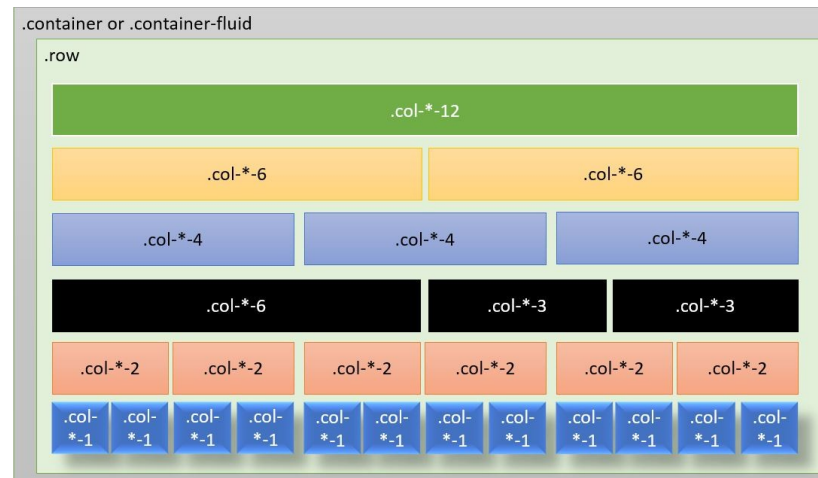 .container or .container-fluid
.row
.col-*-12
.col-*-6 .col-*-6
.col-*-4 .col-*-4 .col-*-4
.col-*-6 .col-*-3 .col-*-3
.col-*-2 .col-*-2 .col-*-2 .col-*-2 .col-*-2 .col-*-2
.col- .col- .col- .col- .col- .col- .col- .col- .col- .col- .col- .col-
*-1 *-1 *-1 *-1 *-1 *-1 *-1 *-1 *-1 *-1 *-1 *-1